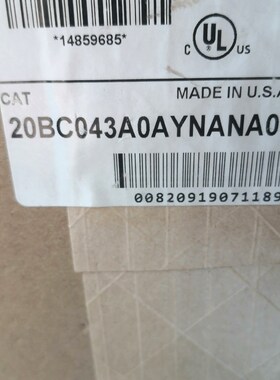 *14859685*
C UL US
CAT MADE IN U.S.A
20BC043A0AYNANA0
00820919071189